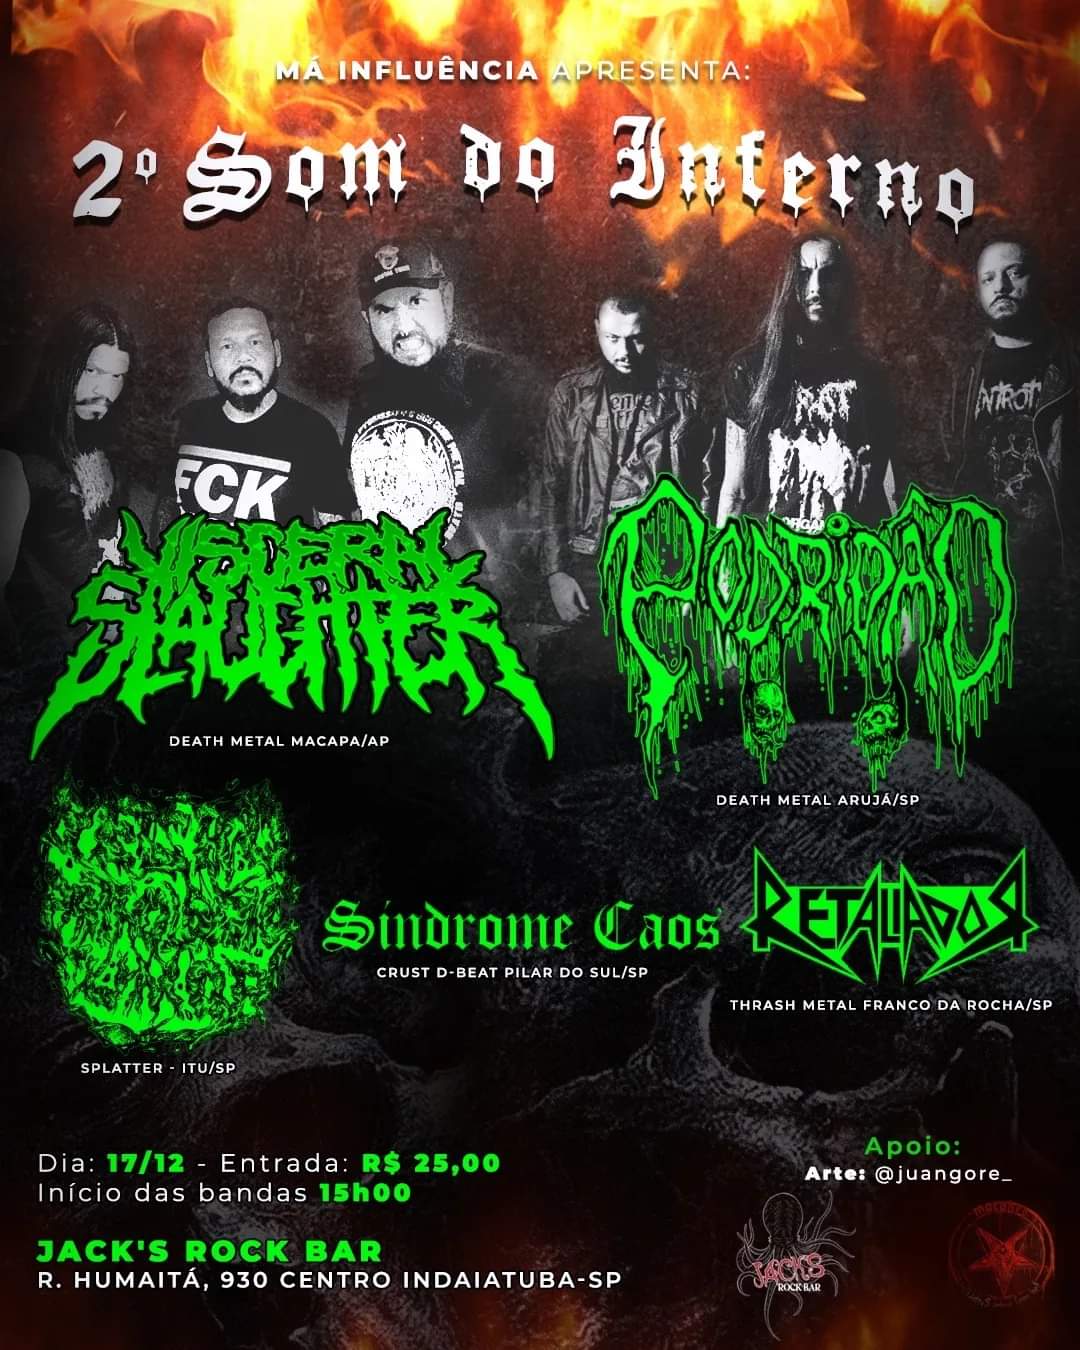 MÁ INFLUÊNCIA APRESENTA:
2º Som do Inferno
FCK
VISCERAL
SLAUGHTER
DEATH METAL MACAPA/AP
PODRIDÃO
DEATH METAL ARUJÁ/SP
SPLATTER - ITU/SP
Sindrome Caos
CRUST D-BEAT PILAR DO SUL/SP
RETALIADOR
THRASH METAL FRANCO DA ROCHA/SP
Dia: 17/12 - Entrada: R$ 25,00
Início das bandas 15h00
JACK'S ROCK BAR
R. HUMAITÁ, 930 CENTRO INDAIATUBA-SP
Apoio:
Arte: @juangore_
JACK'S
ROCK BAR